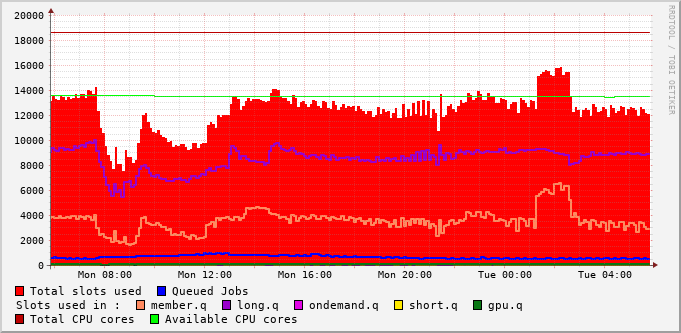 20000
18000
16000
14000
12000
10000
8000
6000
4000
2000
0
Mon 08:00 Mon 12:00 Mon 16:00 Mon 20:00 Tue 00:00 Tue 04:00
Total slots used Queued Jobs
Slots used in : member.q long.q ondemand.q short.q gpu.q
Total CPU cores Available CPU cores
RRDTOOL / TOBI OETIKER